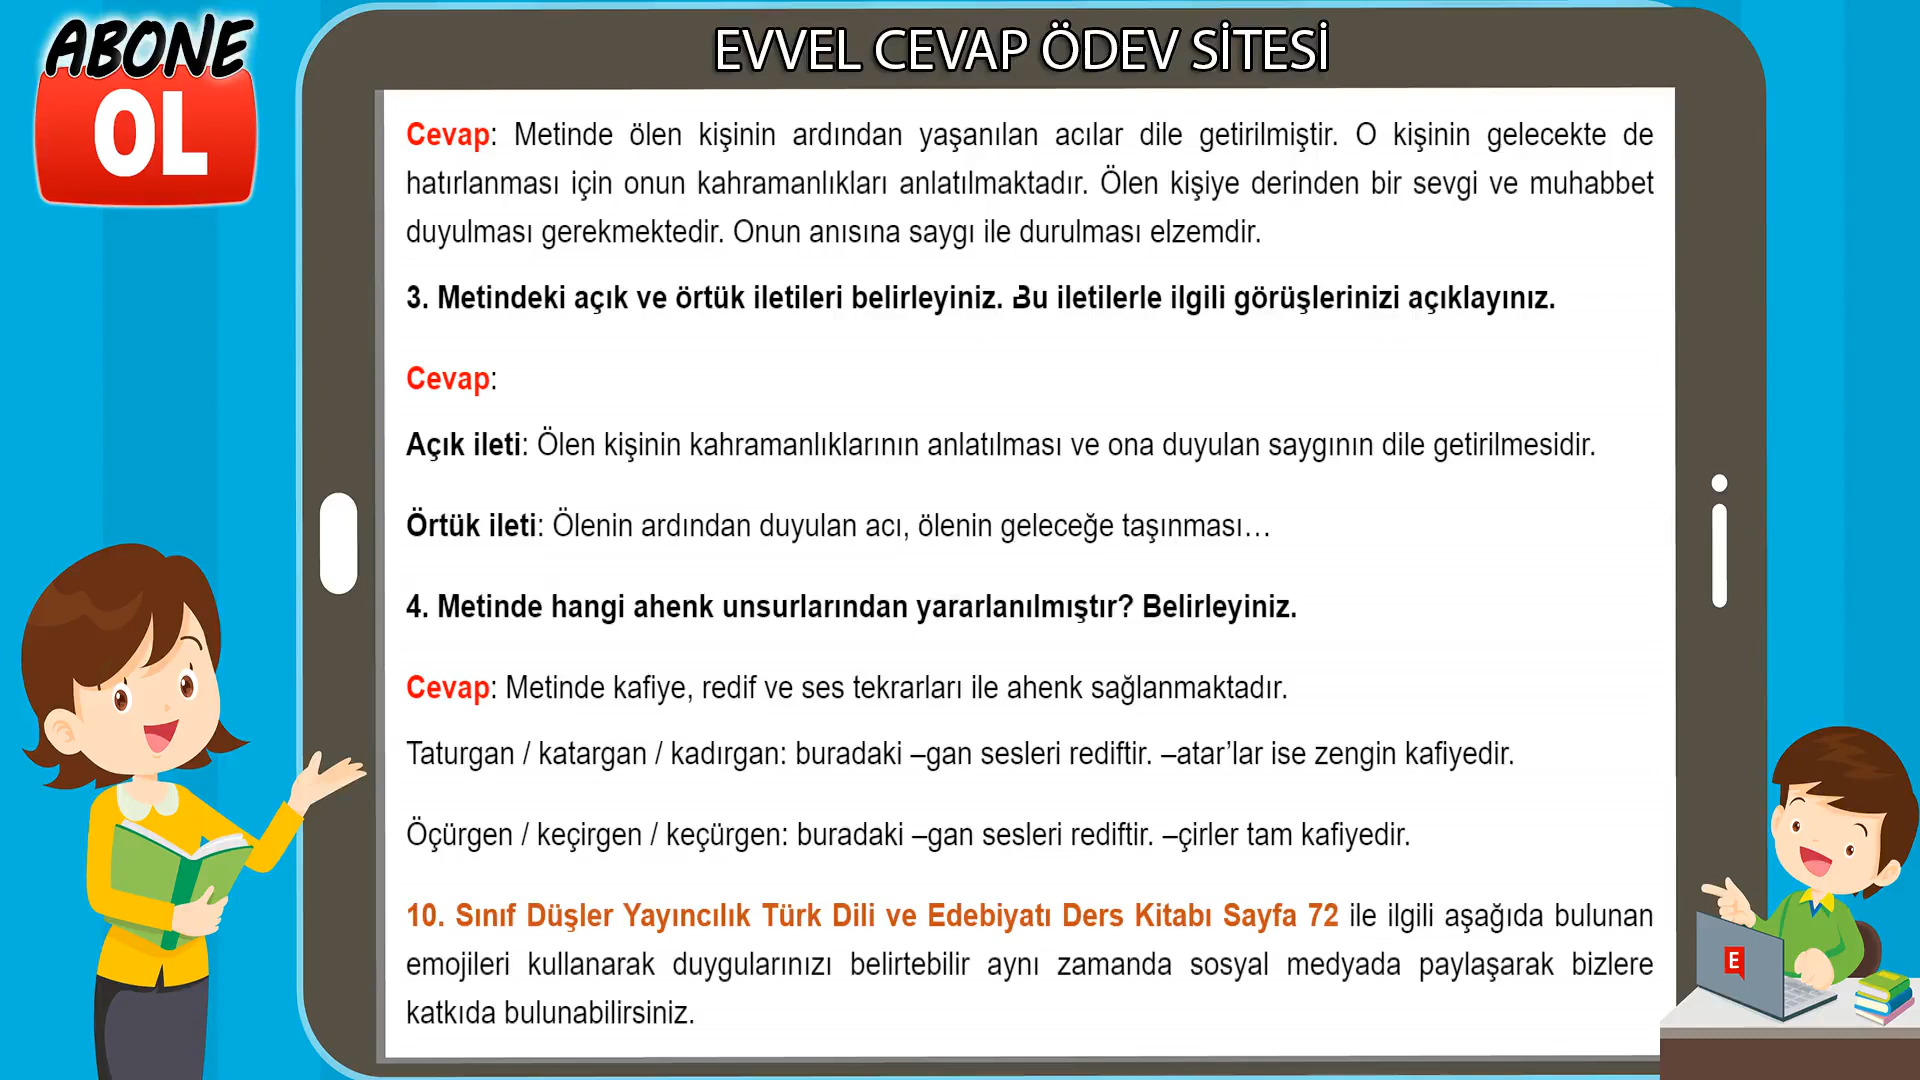 ABONE
OL
EVVEL CEVAP ÖDEV SİTESİ
Cevap: Metinde ölen kişinin ardından yaşanılan acılar dile getirilmiştir. O kişinin gelecekte de
hatırlanması için onun kahramanlıkları anlatılmaktadır. Ölen kişiye derinden bir sevgi ve muhabbet
duyulması gerekmektedir. Onun anısına saygı ile durulması elzemdir.
3. Metindeki açık ve örtük iletileri belirleyiniz. Bu iletilerle ilgili görüşlerinizi açıklayınız.
Cevap:
Açık ileti: Ölen kişinin kahramanlıklarının anlatılması ve ona duyulan saygının dile getirilmesidir.
Örtük ileti: Ölenin ardından duyulan acı, ölenin geleceğe taşınması…
4. Metinde hangi ahenk unsurlarından yararlanılmıştır? Belirleyiniz.
Cevap: Metinde kafiye, redif ve ses tekrarları ile ahenk sağlanmaktadır.
Taturgan / katargan / kadırgan: buradaki –gan sesleri rediftir. –atar’lar ise zengin kafiyedir.
Öçürgen / keçirgen / keçürgen: buradaki –gan sesleri rediftir. –çirler tam kafiyedir.
10. Sınıf Düşler Yayıncılık Türk Dili ve Edebiyatı Ders Kitabı Sayfa 72 ile ilgili aşağıda bulunan
emojileri kullanarak duygularınızı belirtebilir aynı zamanda sosyal medyada paylaşarak bizlere
katkıda bulunabilirsiniz.
E